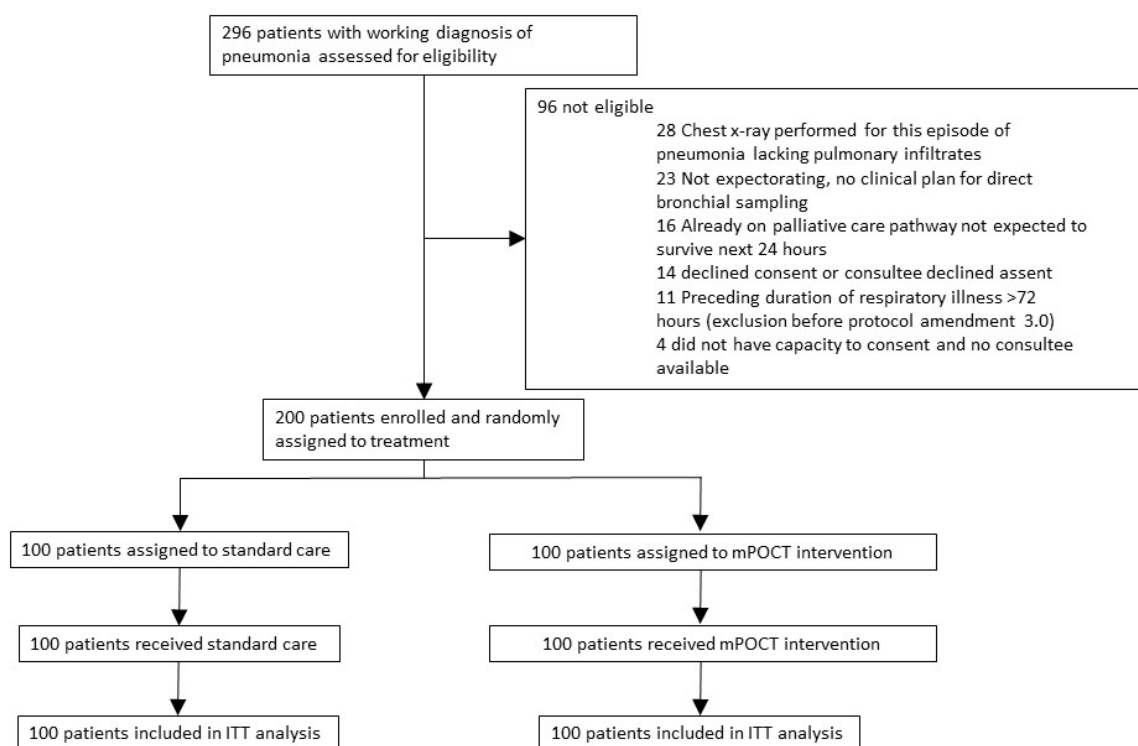 296 patients with working diagnosis of
pneumonia assessed for eligibility
96 not eligible
28 Chest x-ray performed for this episode of
pneumonia lacking pulmonary infiltrates
23 Not expectorating, no clinical plan for direct
bronchial sampling
16 Already on palliative care pathway not expected to
survive next 24 hours
14 declined consent or consultee declined assent
11 Preceding duration of respiratory illness >72
hours (exclusion before protocol amendment 3.0)
4 did not have capacity to consent and no consultee
available
200 patients enrolled and randomly
assigned to treatment
100 patients assigned to standard care
100 patients assigned to mPOCT intervention
100 patients received standard care
100 patients received mPOCT intervention
100 patients included in ITT analysis
100 patients included in ITT analysis